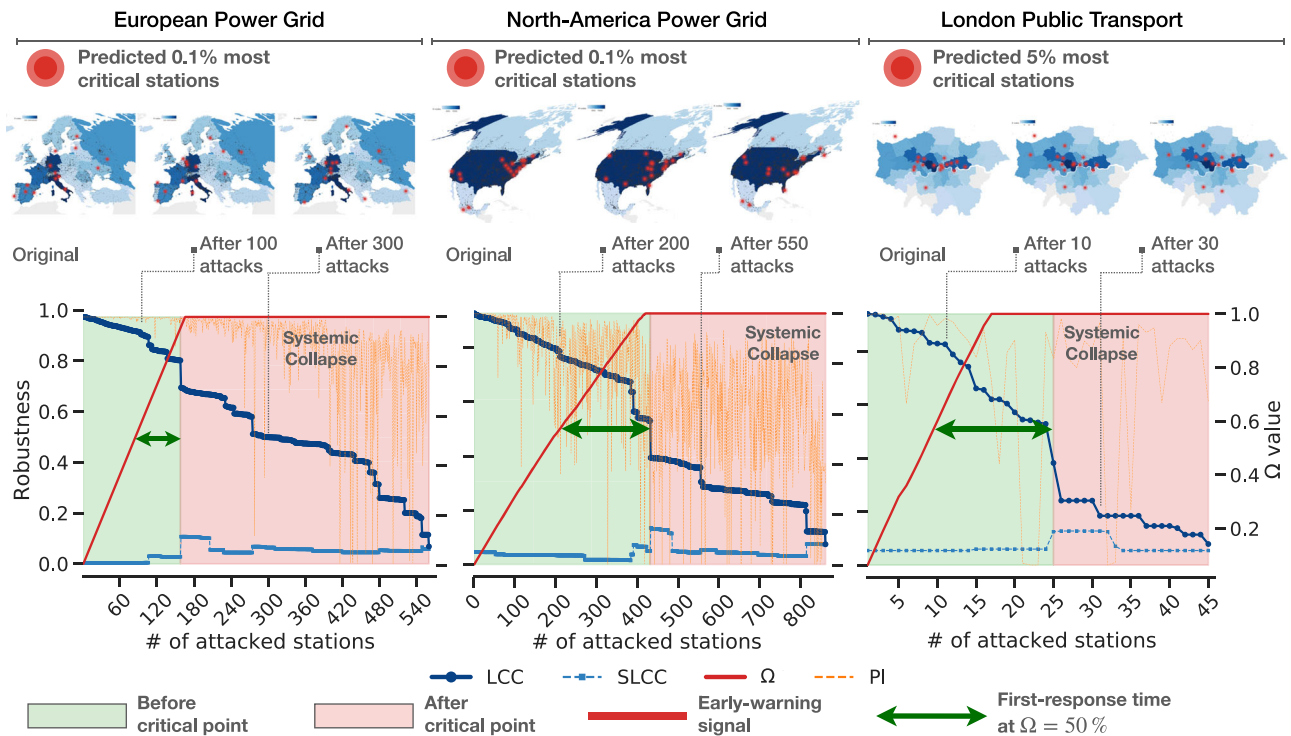 European Power Grid
North-America Power Grid
London Public Transport
Predicted 0.1% most
critical stations
Predicted 0.1% most
critical stations
Predicted 5% most
critical stations
Original
After 100
attacks
After 300
attacks
Original
After 200
attacks
After 550
attacks
Original
After 10
attacks
After 30
attacks
Robustness
1.0
0.8
0.6
0.4
0.2
0.0
Systemic
Collapse
60
120
180
240
300
360
420
480
540
# of attacked stations
Systemic
Collapse
0
100
200
300
400
500
600
700
800
# of attacked stations
Systemic
Collapse
5
10
15
20
25
30
35
40
45
# of attacked stations
1.0
0.8
0.6
0.4
0.2
Ω value
LCC
SLCC
Ω
PI
Before
critical point
After
critical point
Early-warning
signal
First-response time
at Ω = 50 %